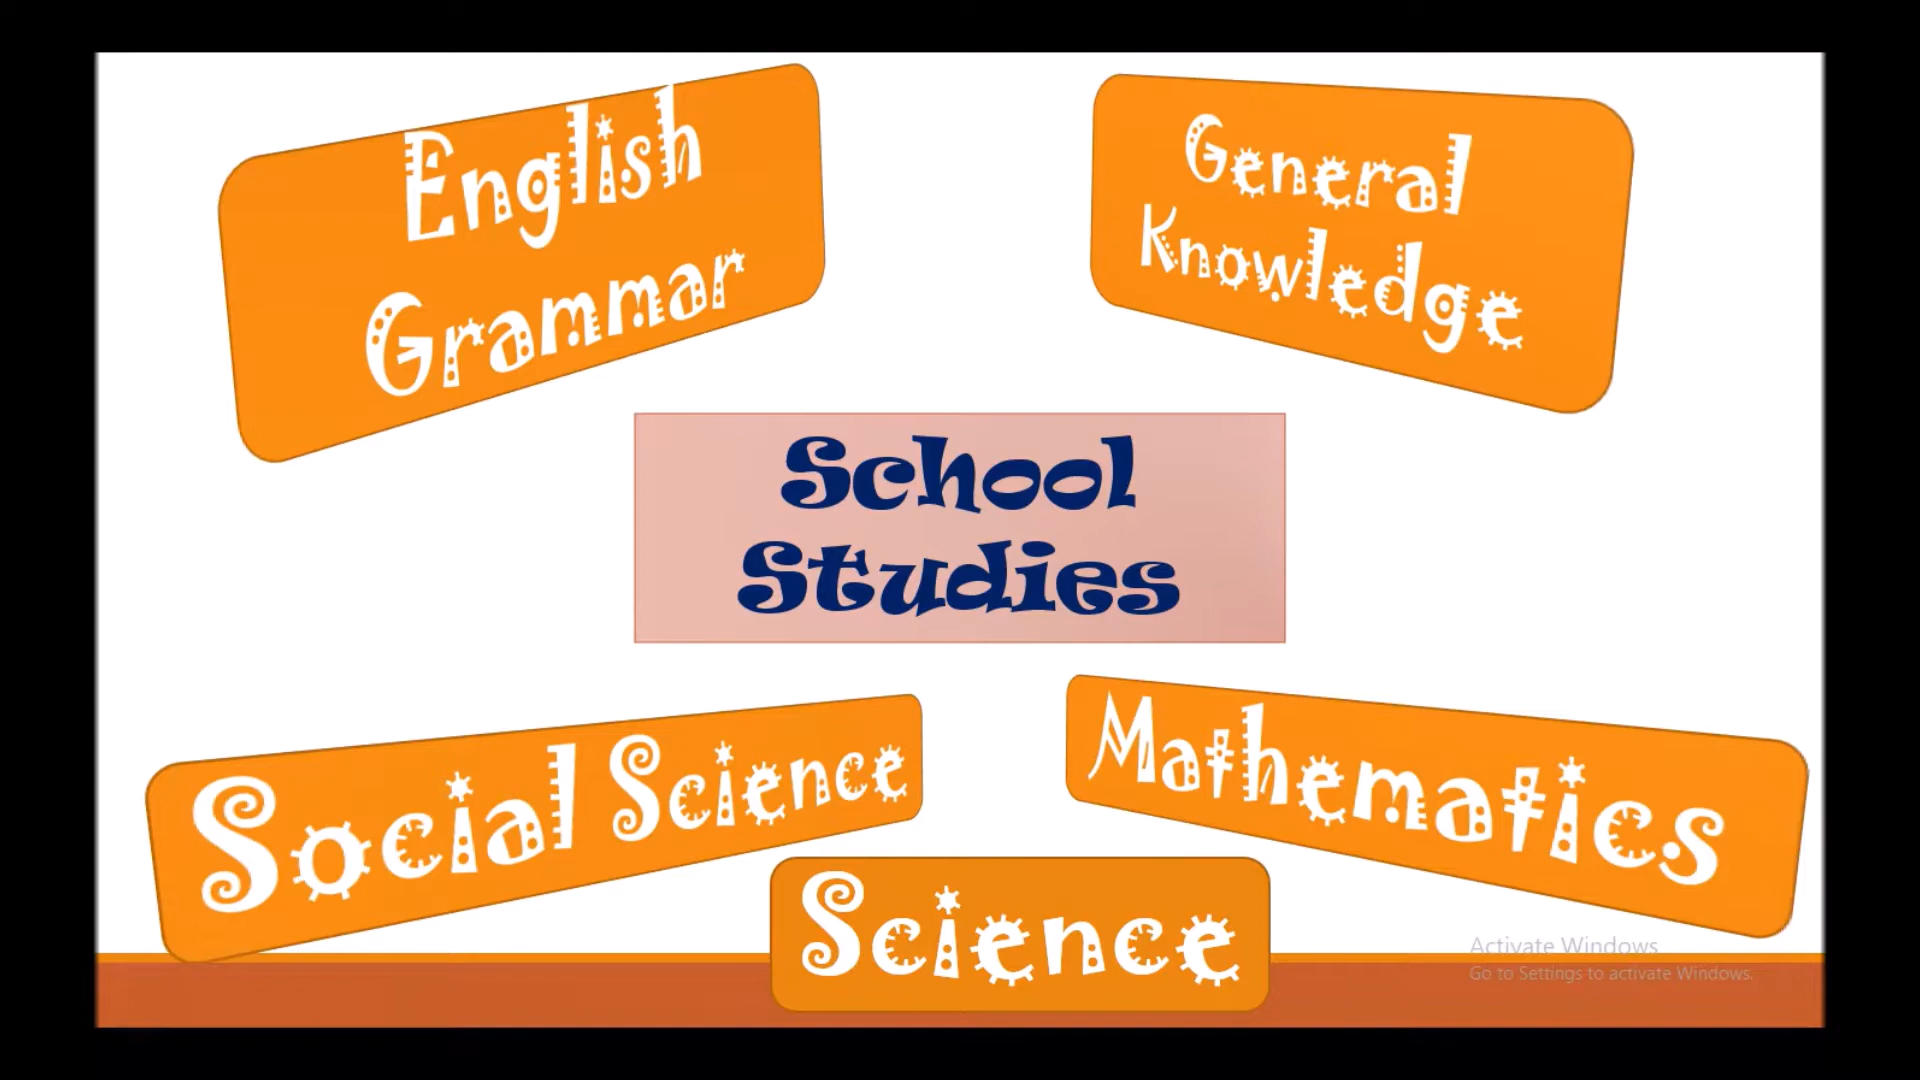 English
Grammar
General
Knowledge
School
Studies
Social Science
Mathematics
Science
Activate Windows
Go to Settings to activate Windows.